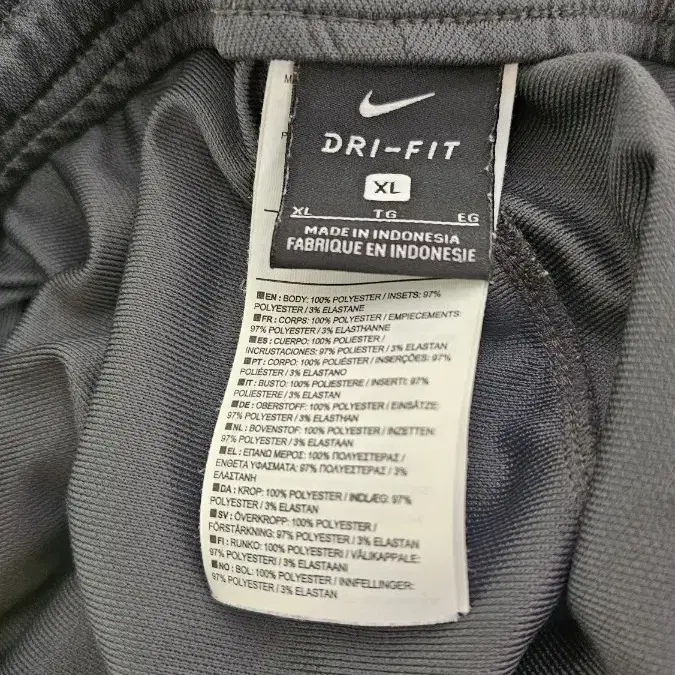 MA
P
DRI-FIT
XL
XL TG EG
MADE IN INDONESIA
FABRIQUE EN INDONESIE
EN : BODY: 100% POLYESTER / INSETS: 97%
POLYESTER / 3% ELASTANE
FR : CORPS: 100% POLYESTER / EMPIECEMENTS:
97% POLYESTER / 3% ELASTHANNE
ES : CUERPO: 100% POLIÉSTER /
INCRUSTACIONES: 97% POLIÉSTER / 3% ELASTAN
PT : CORPO: 100% POLIÉSTER / INSERÇÕES: 97%
POLIÉSTER / 3% ELASTANO
IT : BUSTO: 100% POLIESTERE / INSERTI: 97%
POLIESTERE / 3% ELASTAN
DE : OBERSTOFF: 100% POLYESTER / EINSÄTZE:
97% POLYESTER / 3% ELASTHAN
NL : BOVENSTOF: 100% POLYESTER / INZETTEN:
97% POLYESTER / 3% ELASTAN
EL : ΕΠΑΝΩ ΜΕΡΟΣ: 100% ΠΟΛΥΕΣΤΕΡΑΣ /
ΕΝΘΕΤΑ ΥΦΑΣΜΑΤΑ: 97% ΠΟΛΥΕΣΤΕΡΑΣ / 3%
ΕΛΑΣΤΑΝΗ
DA : KROP: 100% POLYESTER / INDLÆG: 97%
POLYESTER / 3% ELASTAN
SV : ÖVERKROPP: 100% POLYESTER /
FÖRSTÄRKNING: 97% POLYESTER / 3% ELASTAN
FI : RUNKO: 100% POLYESTERI / VÄLIKAPPALE:
97% POLYESTERI / 3% ELASTAANI
NO : BOL: 100% POLYESTER / INNFELLINGER:
97% POLYESTER / 3% ELASTAN